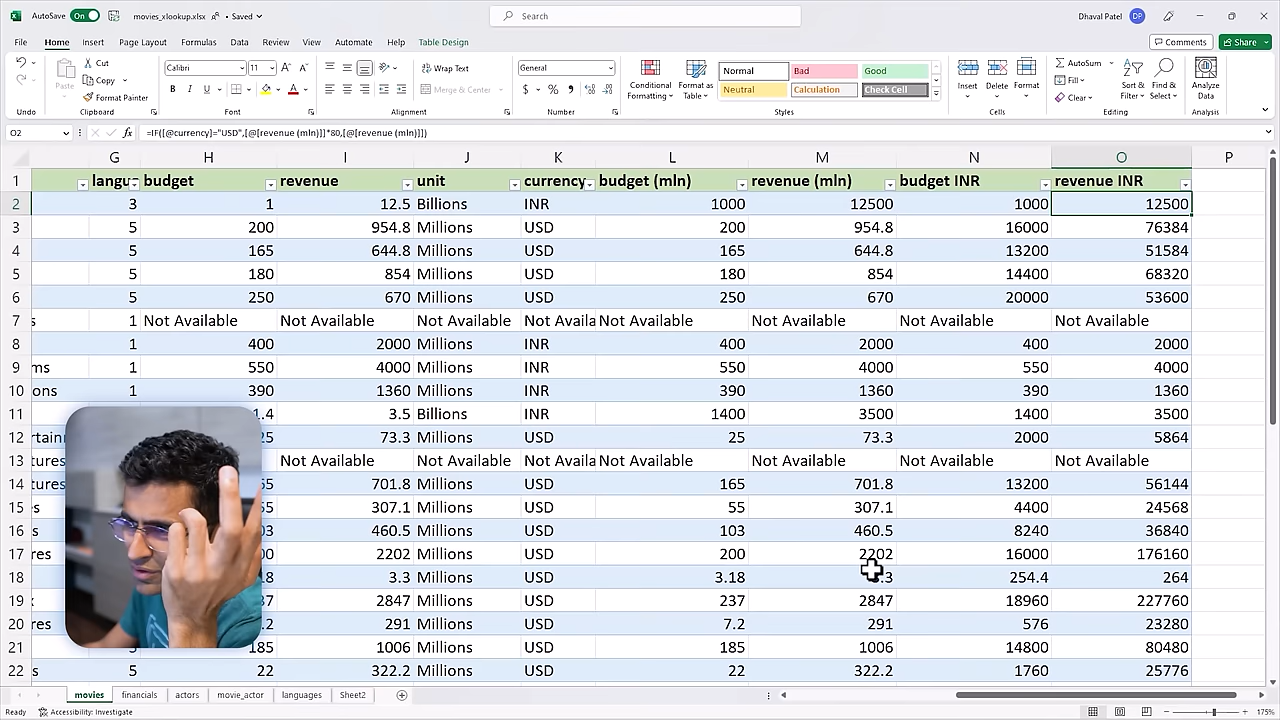 AutoSave On movies_xlookup.xlsx • Saved Search Dhaval Patel DP
File Home Insert Page Layout Formulas Data Review View Automate Help Table Design Comments Share
Cut Copy Format Painter Calibri 11 Wrap Text Merge & Center General Conditional Formatting Format as Table Normal Bad Good Neutral Calculation Check Cell Insert Delete Format AutoSum Fill Clear Sort & Filter Find & Select Analyze Data
Undo Clipboard Font Alignment Number Styles Cells Editing Analysis
O2 fx =IF([@currency]="USD",[@[revenue (mln)]]*80,[@[revenue (mln)]])
G H I J K L M N O P
1 langu budget revenue unit currency budget (mln) revenue (mln) budget INR revenue INR
2 3 1 12.5 Billions INR 1000 12500 1000 12500
3 5 200 954.8 Millions USD 200 954.8 16000 76384
4 5 165 644.8 Millions USD 165 644.8 13200 51584
5 5 180 854 Millions USD 180 854 14400 68320
6 5 250 670 Millions USD 250 670 20000 53600
7 s 1 Not Available Not Available Not Available Not Availa Not Available Not Available Not Available Not Available
8 1 400 2000 Millions INR 400 2000 400 2000
9 ms 1 550 4000 Millions INR 550 4000 550 4000
10 ons 1 390 1360 Millions INR 390 1360 390 1360
11 1.4 3.5 Billions INR 1400 3500 1400 3500
12 rtain 25 73.3 Millions USD 25 73.3 2000 5864
13 tures Not Available Not Available Not Availa Not Available Not Available Not Available Not Available
14 tures 65 701.8 Millions USD 165 701.8 13200 56144
15 es 55 307.1 Millions USD 55 307.1 4400 24568
16 s 03 460.5 Millions USD 103 460.5 8240 36840
17 res 00 2202 Millions USD 200 2202 16000 176160
18 18 3.3 Millions USD 3.18 .3 254.4 264
19 37 2847 Millions USD 237 2847 18960 227760
20 res .2 291 Millions USD 7.2 291 576 23280
21 5 185 1006 Millions USD 185 1006 14800 80480
22 s 5 22 322.2 Millions USD 22 322.2 1760 25776
movies financials actors movie_actor languages Sheet2
Ready Accessibility: Investigate 175%